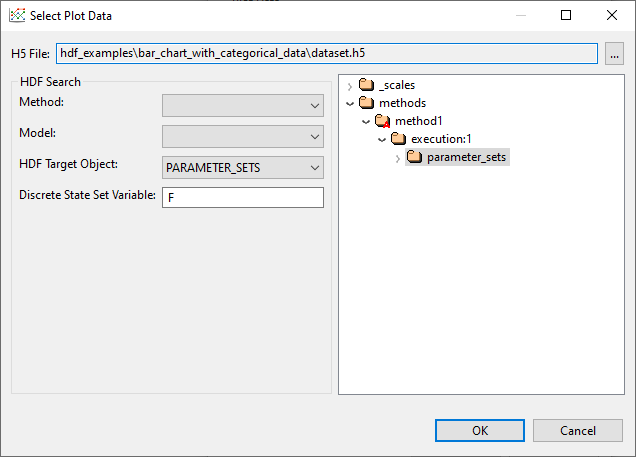 Select Plot Data
H5 File: hdf_examples\bar_chart_with_categorical_data\dataset.h5 ...
HDF Search
Method:
Model:
HDF Target Object: PARAMETER_SETS
Discrete State Set Variable: F
_scales
methods
method1
execution:1
parameter_sets
OK Cancel